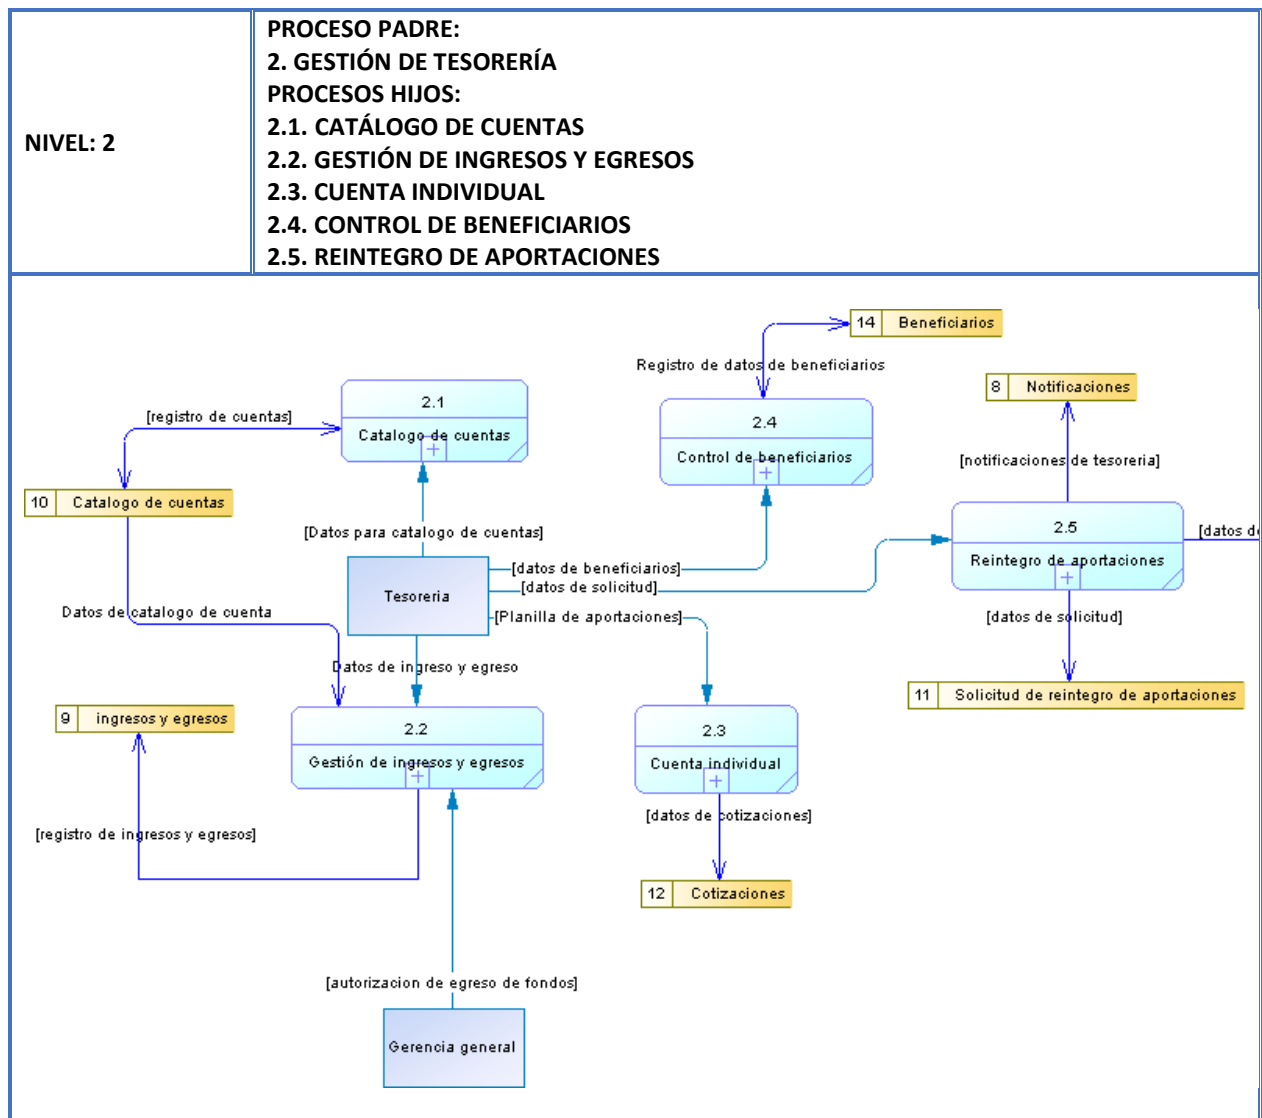 NIVEL: 2
PROCESO PADRE:
2. GESTIÓN DE TESORERÍA
PROCESOS HIJOS:
2.1. CATÁLOGO DE CUENTAS
2.2. GESTIÓN DE INGRESOS Y EGRESOS
2.3. CUENTA INDIVIDUAL
2.4. CONTROL DE BENEFICIARIOS
2.5. REINTEGRO DE APORTACIONES
14 Beneficiarios
Registro de datos de beneficiarios
8 Notificaciones
2.1
Catalogo de cuentas
[registro de cuentas]
2.4
Control de beneficiarios
[notificaciones de tesoreria]
10 Catalogo de cuentas
[Datos para catalogo de cuentas]
2.5
Reintegro de aportaciones
[datos de
[datos de beneficiarios]
[datos de solicitud]
Tesoreria
[Planilla de aportaciones]
Datos de catalogo de cuenta
[datos de solicitud]
Datos de ingreso y egreso
11 Solicitud de reintegro de aportaciones
9 ingresos y egresos
2.2
Gestión de ingresos y egresos
2.3
Cuenta individual
[datos de cotizaciones]
[registro de ingresos y egresos]
12 Cotizaciones
[autorizacion de egreso de fondos]
Gerencia general